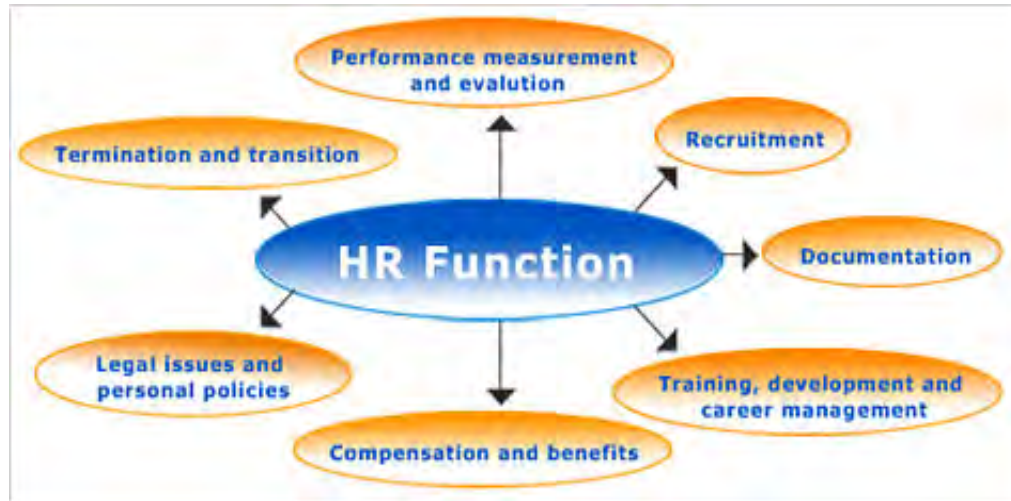 Performance measurement
and evalution
Recruitment
Termination and transition
HR Function
Documentation
Legal issues and
personal policies
Training, development and
career management
Compensation and benefits